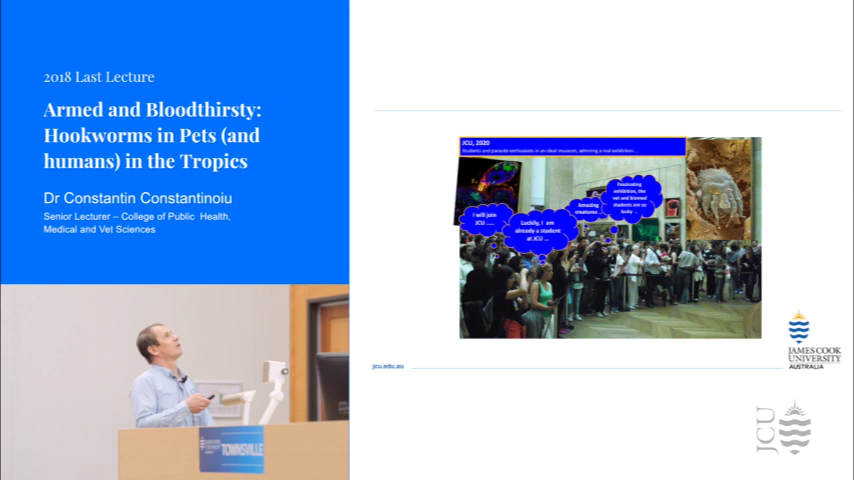 2018 Last Lecture
Armed and Bloodthirsty:
Hookworms in Pets (and
humans) in the Tropics
Dr Constantin Constantinoiu
Senior Lecturer – College of Public Health,
Medical and Vet Sciences
TOWNSVILLE
JCU, 2020
Students and parasite enthusiasts in an ideal museum, admiring a real exhibition ...
I will join
JCU .....
Luckily, I am
already a student
at JCU ...
Amazing
creatures ...
Fascinating
exhibition, the
vet and biomed
students are so
lucky ...
jcu.edu.au
JAMES COOK
UNIVERSITY
AUSTRALIA
JCU